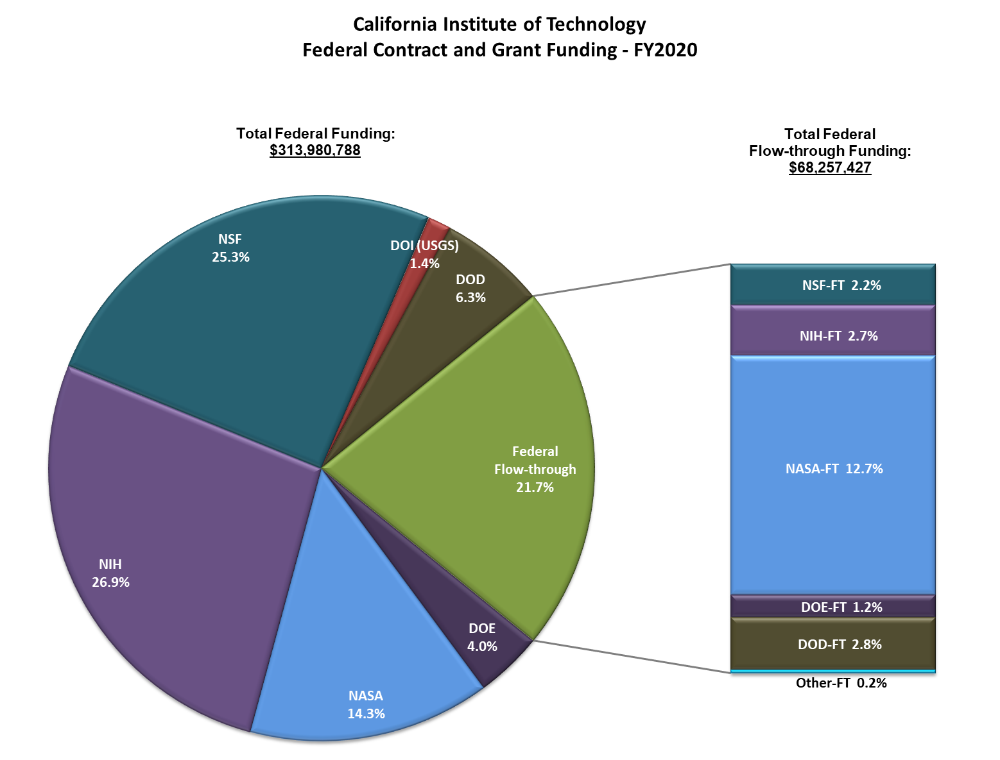 California Institute of Technology
Federal Contract and Grant Funding - FY2020
Total Federal Funding:
$313,980,788
Total Federal
Flow-through Funding:
$68,257,427
NSF
25.3%
DOI (USGS)
1.4%
DOD
6.3%
Federal
Flow-through
21.7%
DOE
4.0%
NASA
14.3%
NIH
26.9%
NSF-FT 2.2%
NIH-FT 2.7%
NASA-FT 12.7%
DOE-FT 1.2%
DOD-FT 2.8%
Other-FT 0.2%